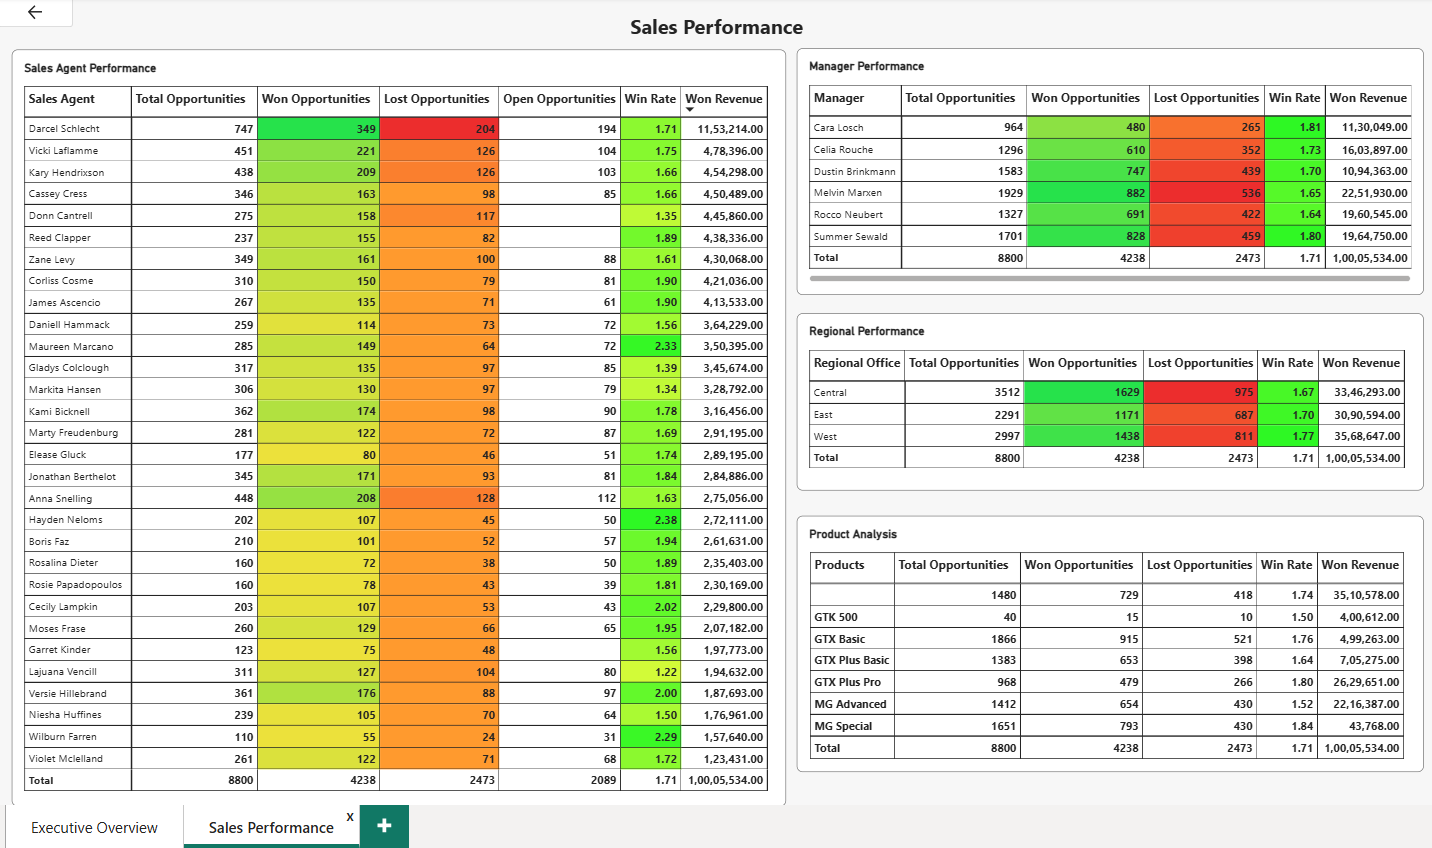 Sales Performance
Sales Agent Performance
Sales Agent Total Opportunities Won Opportunities Lost Opportunities Open Opportunities Win Rate Won Revenue
Darcel Schlecht 747 349 204 194 1.71 11,53,214.00
Vicki Laflamme 451 221 126 104 1.75 4,78,396.00
Kary Hendrixson 438 209 126 103 1.66 4,54,298.00
Cassey Cress 346 163 98 85 1.66 4,50,489.00
Donn Cantrell 275 158 117 1.35 4,45,860.00
Reed Clapper 237 155 82 1.89 4,38,336.00
Zane Levy 349 161 100 88 1.61 4,30,068.00
Corliss Cosme 310 150 79 81 1.90 4,21,036.00
James Ascencio 267 135 71 61 1.90 4,13,533.00
Daniell Hammack 259 114 73 72 1.56 3,64,229.00
Maureen Marcano 285 149 64 72 2.33 3,50,395.00
Gladys Colclough 317 135 97 85 1.39 3,45,674.00
Markita Hansen 306 130 97 79 1.34 3,28,792.00
Kami Bicknell 362 174 98 90 1.78 3,16,456.00
Marty Freudenburg 281 122 72 87 1.69 2,91,195.00
Elease Gluck 177 80 46 51 1.74 2,89,195.00
Jonathan Berthelot 345 171 93 81 1.84 2,84,886.00
Anna Snelling 448 208 128 112 1.63 2,75,056.00
Hayden Neloms 202 107 45 50 2.38 2,72,111.00
Boris Faz 210 101 52 57 1.94 2,61,631.00
Rosalina Dieter 160 72 38 50 1.89 2,35,403.00
Rosie Papadopoulos 160 78 43 39 1.81 2,30,169.00
Cecily Lampkin 203 107 53 43 2.02 2,29,800.00
Moses Frase 260 129 66 65 1.95 2,07,182.00
Garret Kinder 123 75 48 1.56 1,97,773.00
Lajuana Vencill 311 127 104 80 1.22 1,94,632.00
Versie Hillebrand 361 176 88 97 2.00 1,87,693.00
Niesha Huffines 239 105 70 64 1.50 1,76,961.00
Wilburn Farren 110 55 24 31 2.29 1,57,640.00
Violet Mclelland 261 122 71 68 1.72 1,23,431.00
Total 8800 4238 2473 2089 1.71 1,00,05,534.00
Manager Performance
Manager Total Opportunities Won Opportunities Lost Opportunities Win Rate Won Revenue
Cara Losch 964 480 265 1.81 11,30,049.00
Celia Rouche 1296 610 352 1.73 16,03,897.00
Dustin Brinkmann 1583 747 439 1.70 10,94,363.00
Melvin Marxen 1929 882 536 1.65 22,51,930.00
Rocco Neubert 1327 691 422 1.64 19,60,545.00
Summer Sewald 1701 828 459 1.80 19,64,750.00
Total 8800 4238 2473 1.71 1,00,05,534.00
Regional Performance
Regional Office Total Opportunities Won Opportunities Lost Opportunities Win Rate Won Revenue
Central 3512 1629 975 1.67 33,46,293.00
East 2291 1171 687 1.70 30,90,594.00
West 2997 1438 811 1.77 35,68,647.00
Total 8800 4238 2473 1.71 1,00,05,534.00
Product Analysis
Products Total Opportunities Won Opportunities Lost Opportunities Win Rate Won Revenue
1480 729 418 1.74 35,10,578.00
GTK 500 40 15 10 1.50 4,00,612.00
GTX Basic 1866 915 521 1.76 4,99,263.00
GTX Plus Basic 1383 653 398 1.64 7,05,275.00
GTX Plus Pro 968 479 266 1.80 26,29,651.00
MG Advanced 1412 654 430 1.52 22,16,387.00
MG Special 1651 793 430 1.84 43,768.00
Total 8800 4238 2473 1.71 1,00,05,534.00
Executive Overview Sales Performance x +